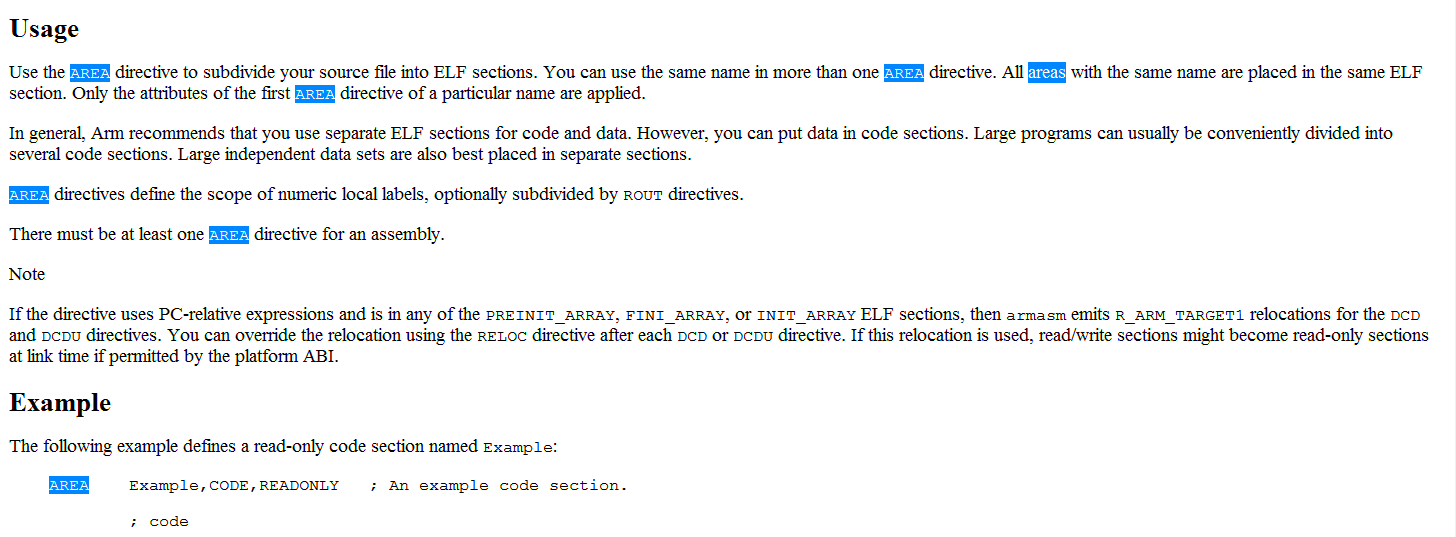 Usage
Use the AREA directive to subdivide your source file into ELF sections. You can use the same name in more than one AREA directive. All areas with the same name are placed in the same ELF
section. Only the attributes of the first AREA directive of a particular name are applied.
In general, Arm recommends that you use separate ELF sections for code and data. However, you can put data in code sections. Large programs can usually be conveniently divided into
several code sections. Large independent data sets are also best placed in separate sections.
AREA directives define the scope of numeric local labels, optionally subdivided by ROUT directives.
There must be at least one AREA directive for an assembly.
Note
If the directive uses PC-relative expressions and is in any of the PREINIT_ARRAY, FINI_ARRAY, or INIT_ARRAY ELF sections, then armasm emits R_ARM_TARGET1 relocations for the DCD
and DCDU directives. You can override the relocation using the RELOC directive after each DCD or DCDU directive. If this relocation is used, read/write sections might become read-only sections
at link time if permitted by the platform ABI.
Example
The following example defines a read-only code section named Example:
AREA    Example,CODE,READONLY   ; An example code section.
; code